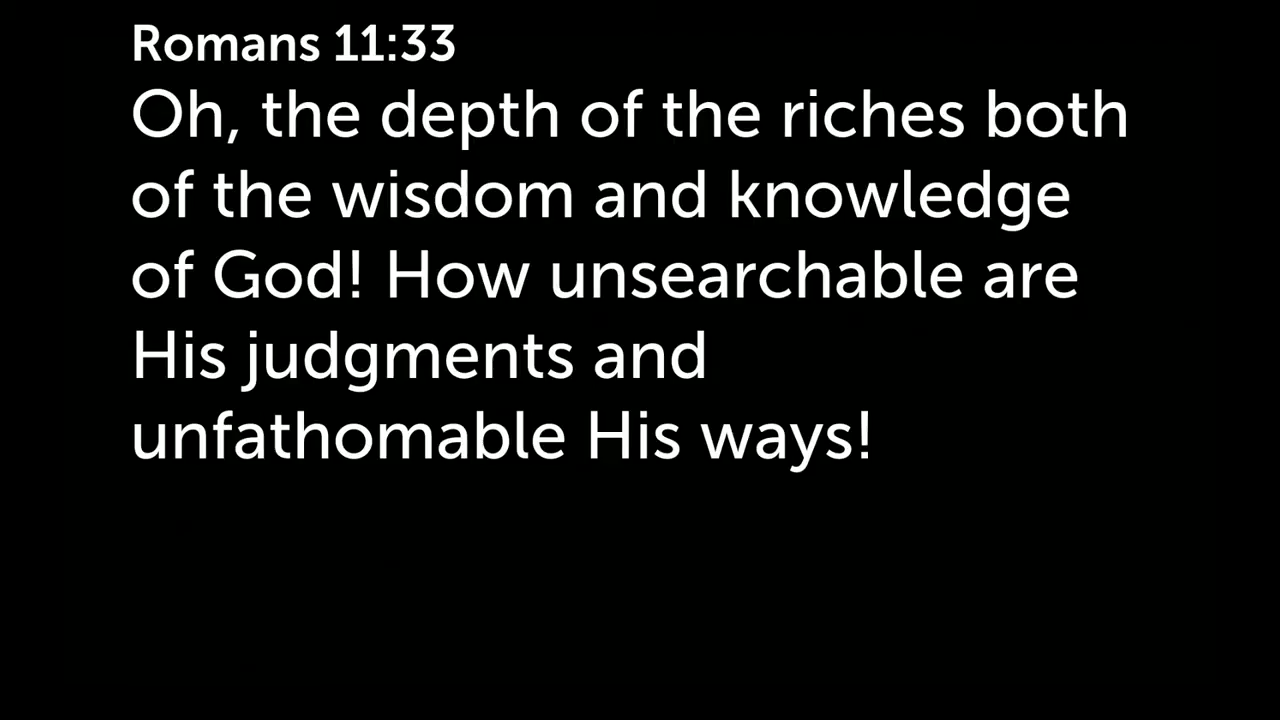 Romans 11:33
Oh, the depth of the riches both
of the wisdom and knowledge
of God! How unsearchable are
His judgments and
unfathomable His ways!